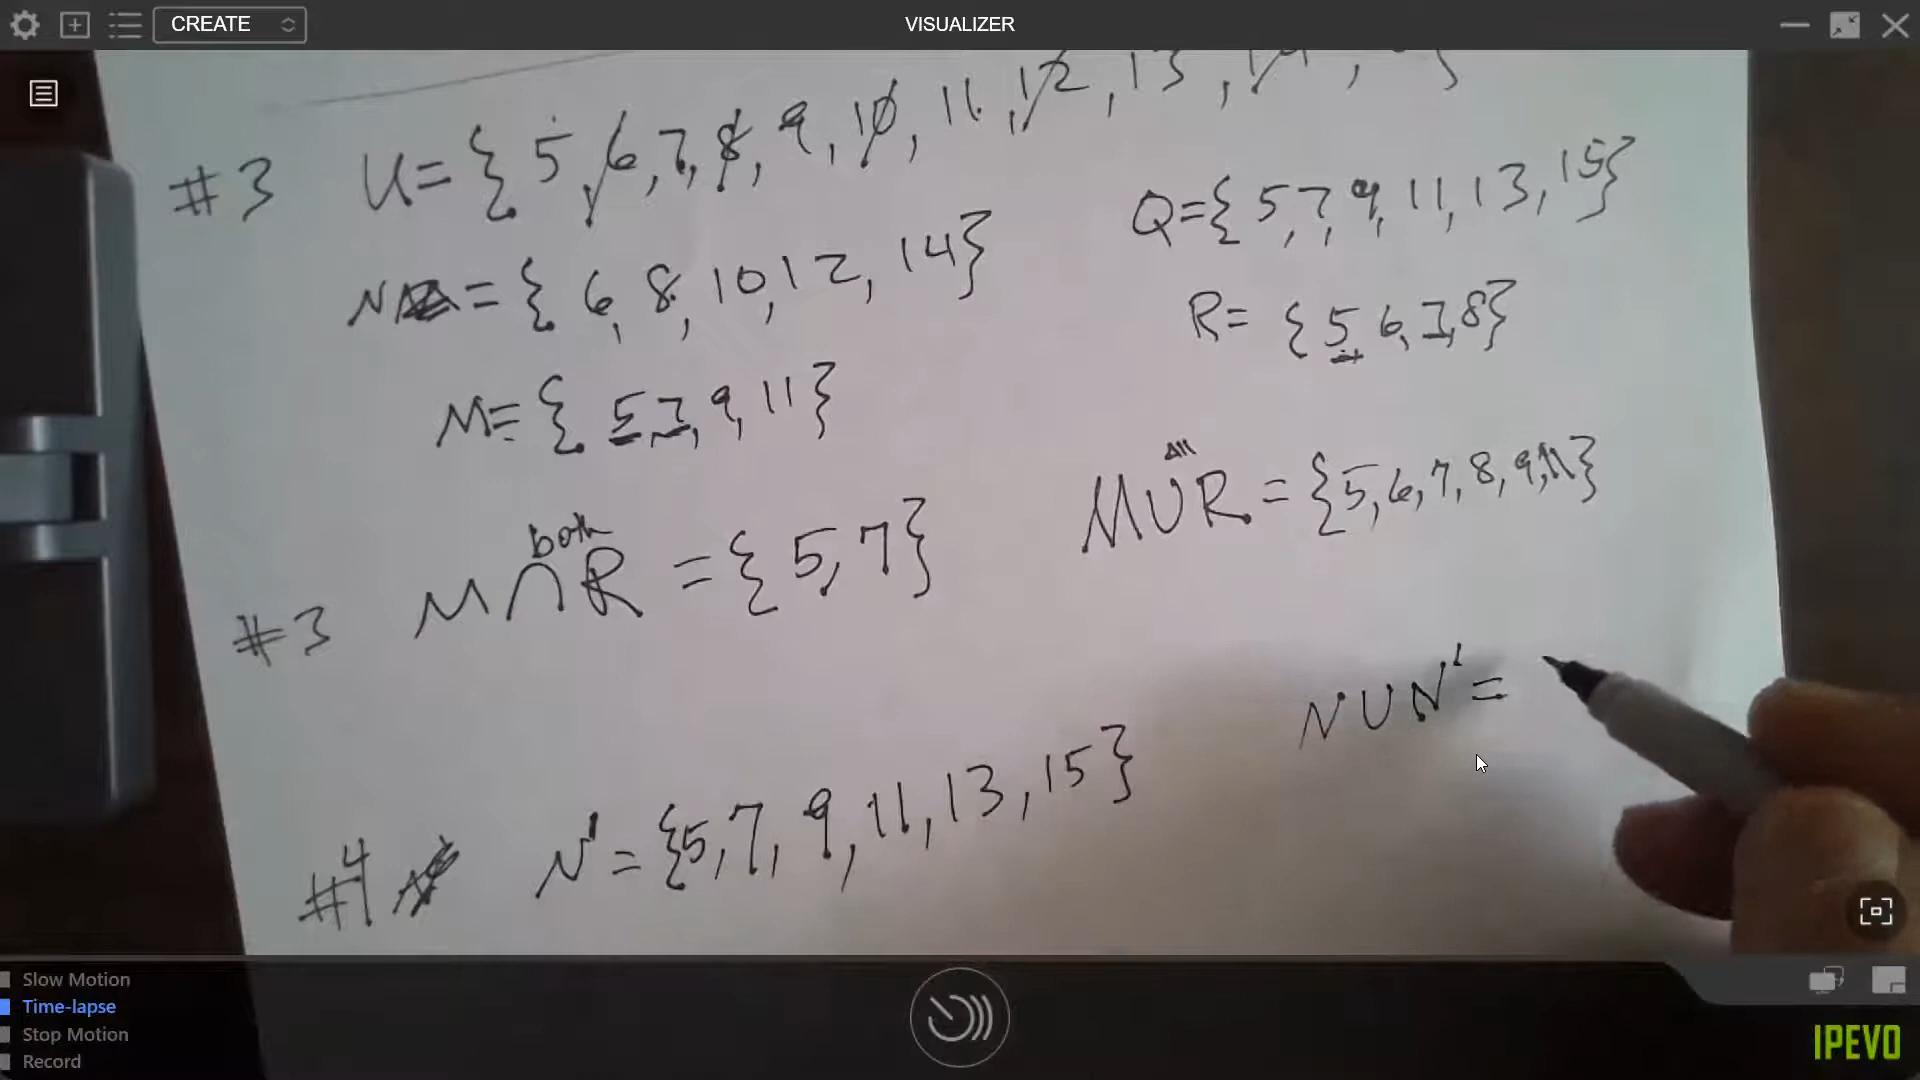 CREATE
VISUALIZER
#3 U={5,6,7,8,9,10,11,12,13,
Q={5,7,9,11,13,15}
N = {6,8,10,12,14}
R= {5,6,7,8}
M= {5,7,9,11}
All
M∪R = {5,6,7,8,9,11}
both
#3 M∩R = {5,7}
N∪N'=
#4 N' = {5,7,9,11,13,15}
Slow Motion
Time-lapse
Stop Motion
Record
IPEVO